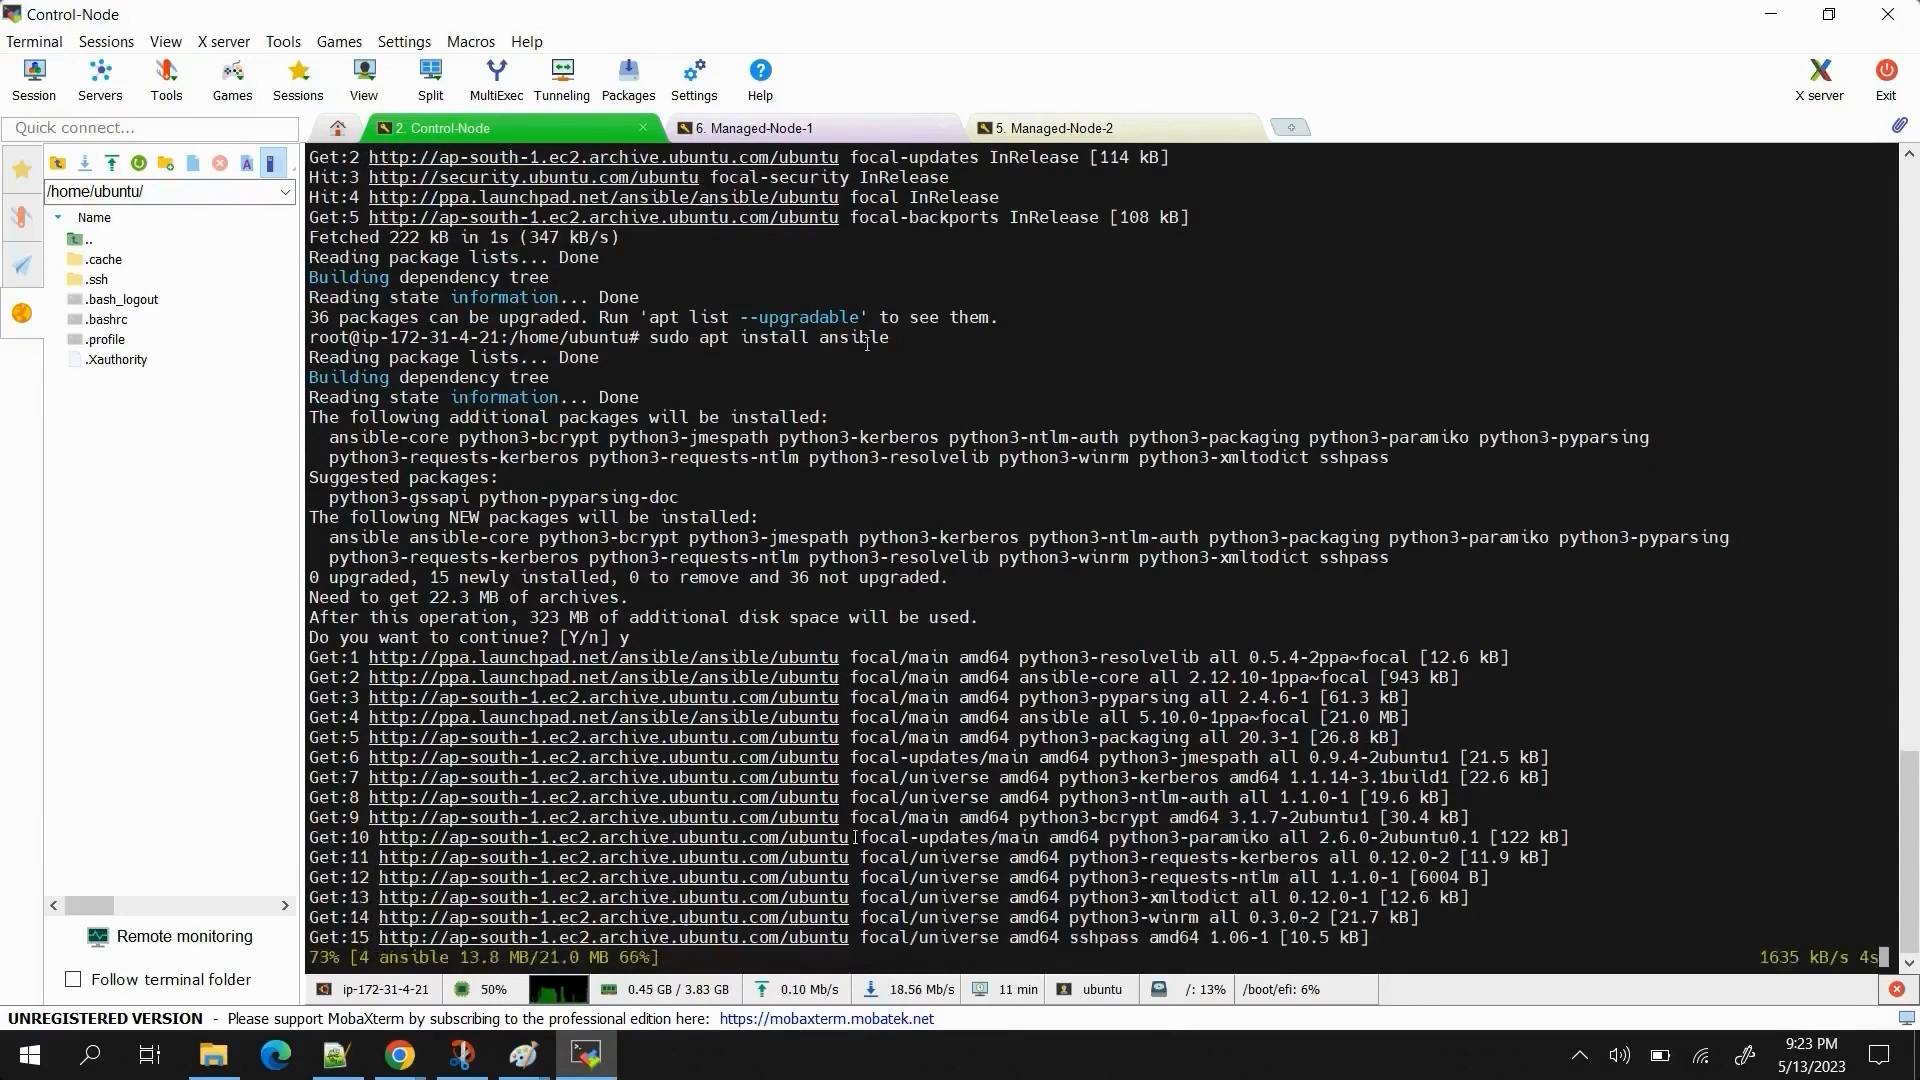 Control-Node
Terminal Sessions View X server Tools Games Settings Macros Help
Session Servers Tools Games Sessions View Split MultiExec Tunneling Packages Settings Help X server Exit
Quick connect...
2. Control-Node
6. Managed-Node-1
5. Managed-Node-2
/home/ubuntu/
Name
..
.cache
.ssh
.bash_logout
.bashrc
.profile
.Xauthority
Remote monitoring
Follow terminal folder
Get:2 http://ap-south-1.ec2.archive.ubuntu.com/ubuntu focal-updates InRelease [114 kB]
Hit:3 http://security.ubuntu.com/ubuntu focal-security InRelease
Hit:4 http://ppa.launchpad.net/ansible/ansible/ubuntu focal InRelease
Get:5 http://ap-south-1.ec2.archive.ubuntu.com/ubuntu focal-backports InRelease [108 kB]
Fetched 222 kB in 1s (347 kB/s)
Reading package lists... Done
Building dependency tree
Reading state information... Done
36 packages can be upgraded. Run 'apt list --upgradable' to see them.
root@ip-172-31-4-21:/home/ubuntu# sudo apt install ansible
Reading package lists... Done
Building dependency tree
Reading state information... Done
The following additional packages will be installed:
ansible-core python3-bcrypt python3-jmespath python3-kerberos python3-ntlm-auth python3-packaging python3-paramiko python3-pyparsing
python3-requests-kerberos python3-requests-ntlm python3-resolvelib python3-winrm python3-xmltodict sshpass
Suggested packages:
python3-gssapi python-pyparsing-doc
The following NEW packages will be installed:
ansible ansible-core python3-bcrypt python3-jmespath python3-kerberos python3-ntlm-auth python3-packaging python3-paramiko python3-pyparsing
python3-requests-kerberos python3-requests-ntlm python3-resolvelib python3-winrm python3-xmltodict sshpass
0 upgraded, 15 newly installed, 0 to remove and 36 not upgraded.
Need to get 22.3 MB of archives.
After this operation, 323 MB of additional disk space will be used.
Do you want to continue? [Y/n] y
Get:1 http://ppa.launchpad.net/ansible/ansible/ubuntu focal/main amd64 python3-resolvelib all 0.5.4-2ppa~focal [12.6 kB]
Get:2 http://ppa.launchpad.net/ansible/ansible/ubuntu focal/main amd64 ansible-core all 2.12.10-1ppa~focal [943 kB]
Get:3 http://ap-south-1.ec2.archive.ubuntu.com/ubuntu focal/main amd64 python3-pyparsing all 2.4.6-1 [61.3 kB]
Get:4 http://ppa.launchpad.net/ansible/ansible/ubuntu focal/main amd64 ansible all 5.10.0-1ppa~focal [21.0 MB]
Get:5 http://ap-south-1.ec2.archive.ubuntu.com/ubuntu focal/main amd64 python3-packaging all 20.3-1 [26.8 kB]
Get:6 http://ap-south-1.ec2.archive.ubuntu.com/ubuntu focal-updates/main amd64 python3-jmespath all 0.9.4-2ubuntu1 [21.5 kB]
Get:7 http://ap-south-1.ec2.archive.ubuntu.com/ubuntu focal/universe amd64 python3-kerberos amd64 1.1.14-3.1build1 [22.6 kB]
Get:8 http://ap-south-1.ec2.archive.ubuntu.com/ubuntu focal/universe amd64 python3-ntlm-auth all 1.1.0-1 [19.6 kB]
Get:9 http://ap-south-1.ec2.archive.ubuntu.com/ubuntu focal/main amd64 python3-bcrypt amd64 3.1.7-2ubuntu1 [30.4 kB]
Get:10 http://ap-south-1.ec2.archive.ubuntu.com/ubuntu focal-updates/main amd64 python3-paramiko all 2.6.0-2ubuntu0.1 [122 kB]
Get:11 http://ap-south-1.ec2.archive.ubuntu.com/ubuntu focal/universe amd64 python3-requests-kerberos all 0.12.0-2 [11.9 kB]
Get:12 http://ap-south-1.ec2.archive.ubuntu.com/ubuntu focal/universe amd64 python3-requests-ntlm all 1.1.0-1 [6004 B]
Get:13 http://ap-south-1.ec2.archive.ubuntu.com/ubuntu focal/universe amd64 python3-xmltodict all 0.12.0-1 [12.6 kB]
Get:14 http://ap-south-1.ec2.archive.ubuntu.com/ubuntu focal/universe amd64 python3-winrm all 0.3.0-2 [21.7 kB]
Get:15 http://ap-south-1.ec2.archive.ubuntu.com/ubuntu focal/universe amd64 sshpass amd64 1.06-1 [10.5 kB]
73% [4 ansible 13.8 MB/21.0 MB 66%] 1635 kB/s 4s
ip-172-31-4-21 50% 0.45 GB / 3.83 GB 0.10 Mb/s 18.56 Mb/s 11 min ubuntu /: 13% /boot/efi: 6%
UNREGISTERED VERSION - Please support MobaXterm by subscribing to the professional edition here: https://mobaxterm.mobatek.net
9:23 PM
5/13/2023